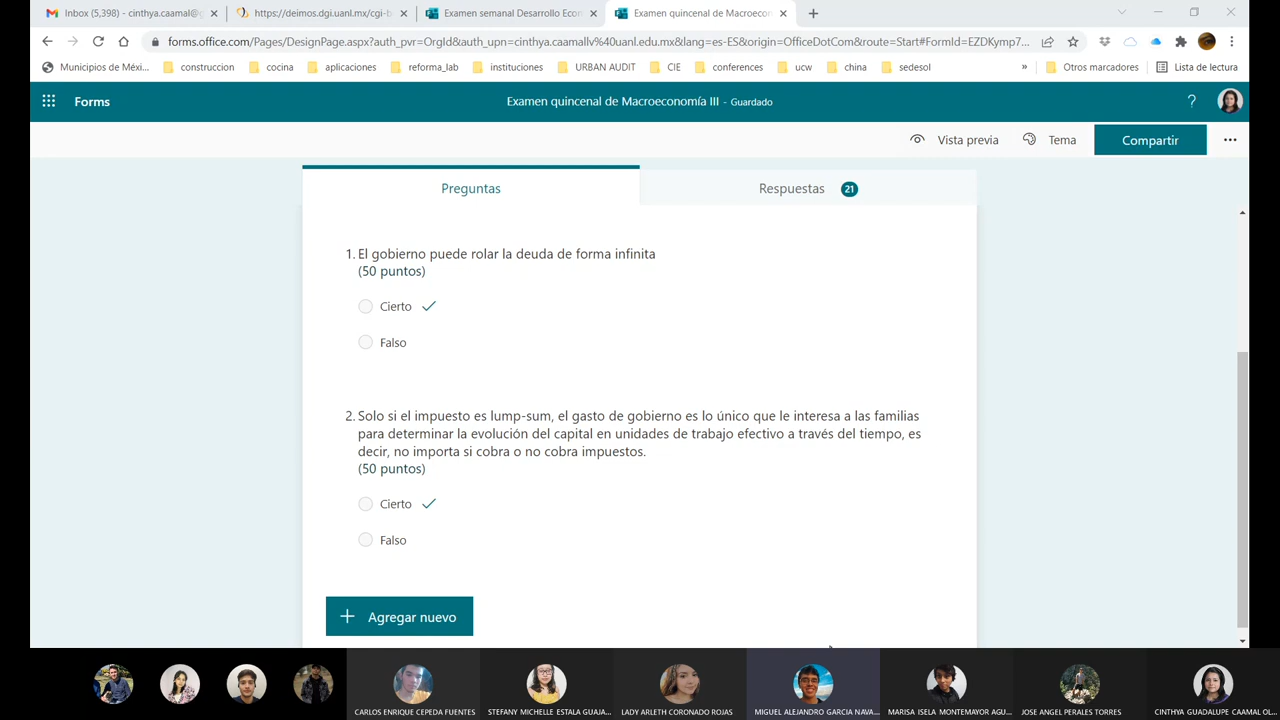 Inbox (5,398) - cinthya.caamal@g
https://deimos.dgi.uanl.mx/cgi-b
Examen semanal Desarrollo Econ
Examen quincenal de Macroecon
forms.office.com/Pages/DesignPage.aspx?auth_pvr=OrgId&auth_upn=cinthya.caamallv%40uanl.edu.mx&lang=es-ES&origin=OfficeDotCom&route=Start#FormId=EZDKymp7...
Municipios de Méxi...
construccion
cocina
aplicaciones
reforma_lab
instituciones
URBAN AUDIT
CIE
conferences
ucw
china
sedesol
»
Otros marcadores
Lista de lectura
Forms
Examen quincenal de Macroeconomía III - Guardado
?
Vista previa
Tema
Compartir
Preguntas
Respuestas 21
1. El gobierno puede rolar la deuda de forma infinita
(50 puntos)
Cierto
Falso
2. Solo si el impuesto es lump-sum, el gasto de gobierno es lo único que le interesa a las familias
para determinar la evolución del capital en unidades de trabajo efectivo a través del tiempo, es
decir, no importa si cobra o no cobra impuestos.
(50 puntos)
Cierto
Falso
+ Agregar nuevo
CARLOS ENRIQUE CEPEDA FUENTES
STEFANY MICHELLE ESTALA GUAJA...
LADY ARLETH CORONADO ROJAS
MIGUEL ALEJANDRO GARCIA NAVA...
MARISA ISELA MONTEMAYOR AGU...
JOSE ANGEL PERALES TORRES
CINTHYA GUADALUPE CAAMAL OL...